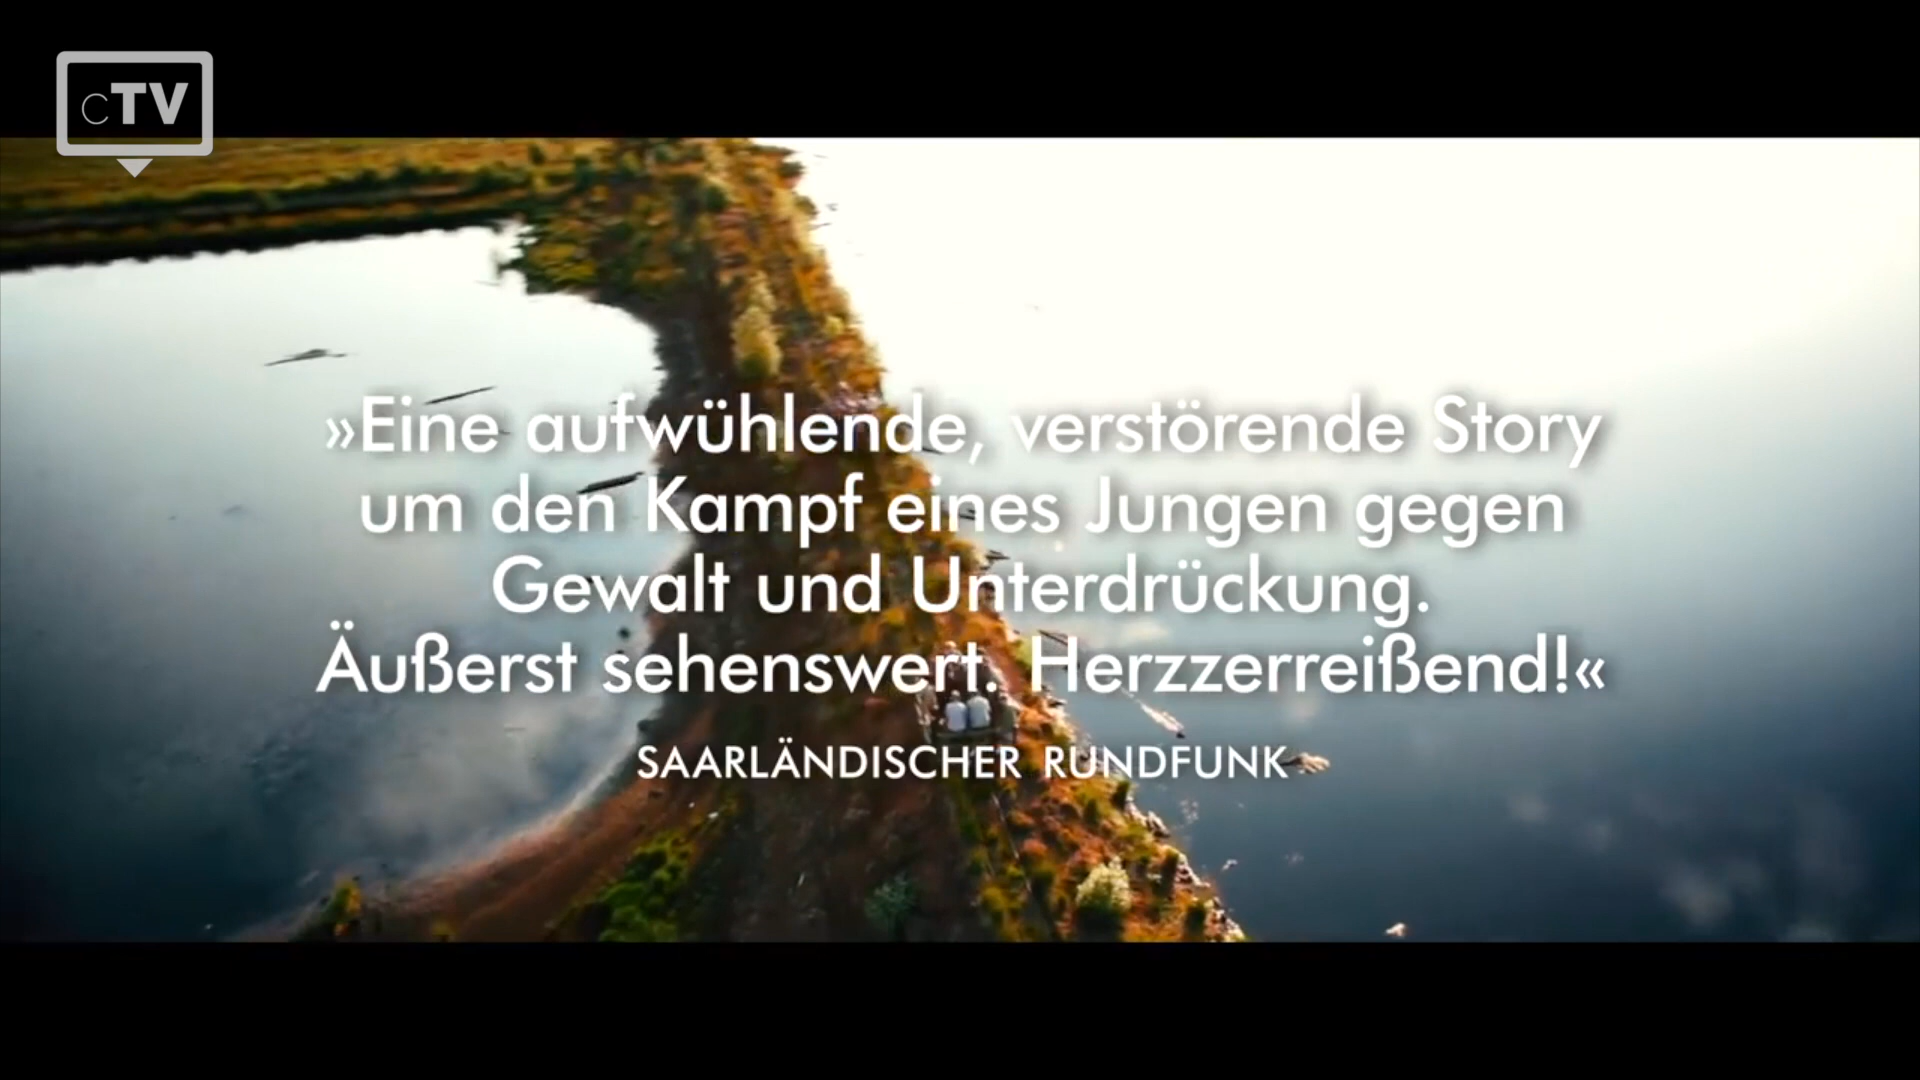 cTV
»Eine aufwühlende, verstörende Story
um den Kampf eines Jungen gegen
Gewalt und Unterdrückung.
Äußerst sehenswert. Herzzerreißend!«
SAARLÄNDISCHER RUNDFUNK